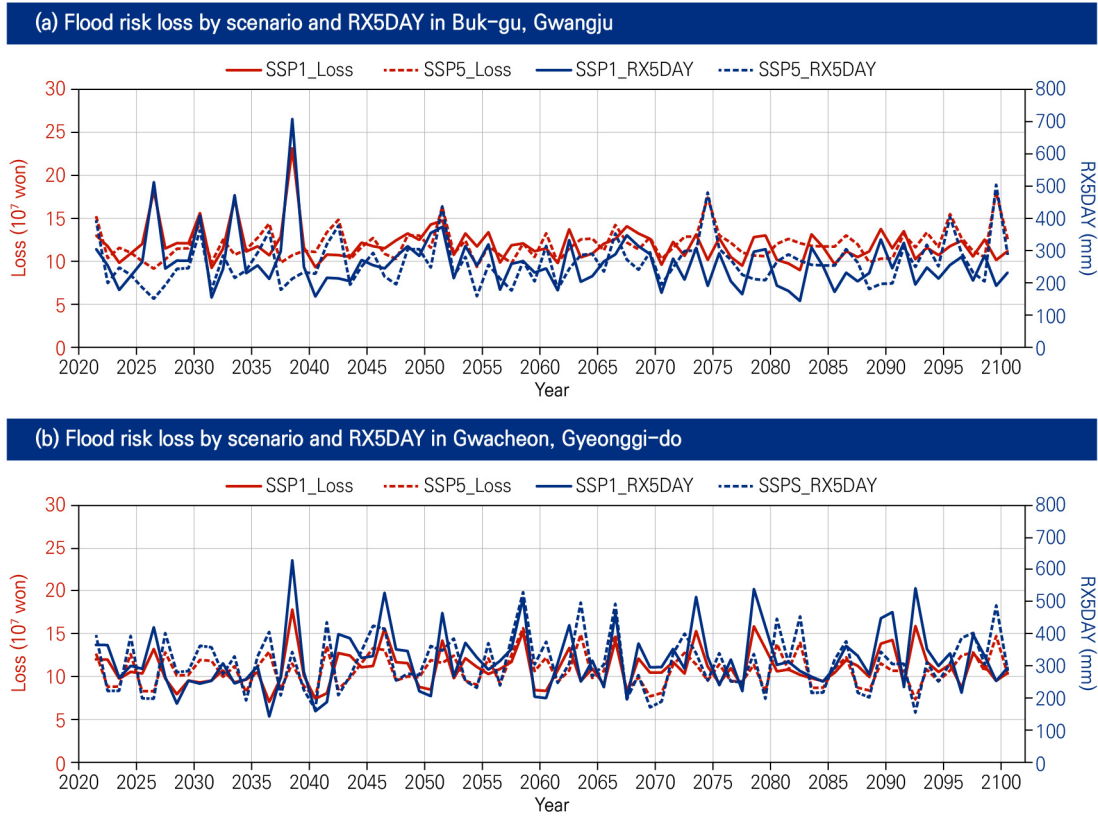 (a) Flood risk loss by scenario and RX5DAY in Buk-gu, Gwangju
SSP1_Loss SSP5_Loss SSP1_RX5DAY SSP5_RX5DAY
Loss (10⁷ won)
30
25
20
15
10
5
0
800
700
600
500
400
300
200
100
0
RX5DAY (mm)
2020 2025 2030 2035 2040 2045 2050 2055 2060 2065 2070 2075 2080 2085 2090 2095 2100
Year
(b) Flood risk loss by scenario and RX5DAY in Gwacheon, Gyeonggi-do
SSP1_Loss SSP5_Loss SSP1_RX5DAY SSPS_RX5DAY
Loss (10⁷ won)
30
25
20
15
10
5
0
800
700
600
500
400
300
200
100
0
RX5DAY (mm)
2020 2025 2030 2035 2040 2045 2050 2055 2060 2065 2070 2075 2080 2085 2090 2095 2100
Year